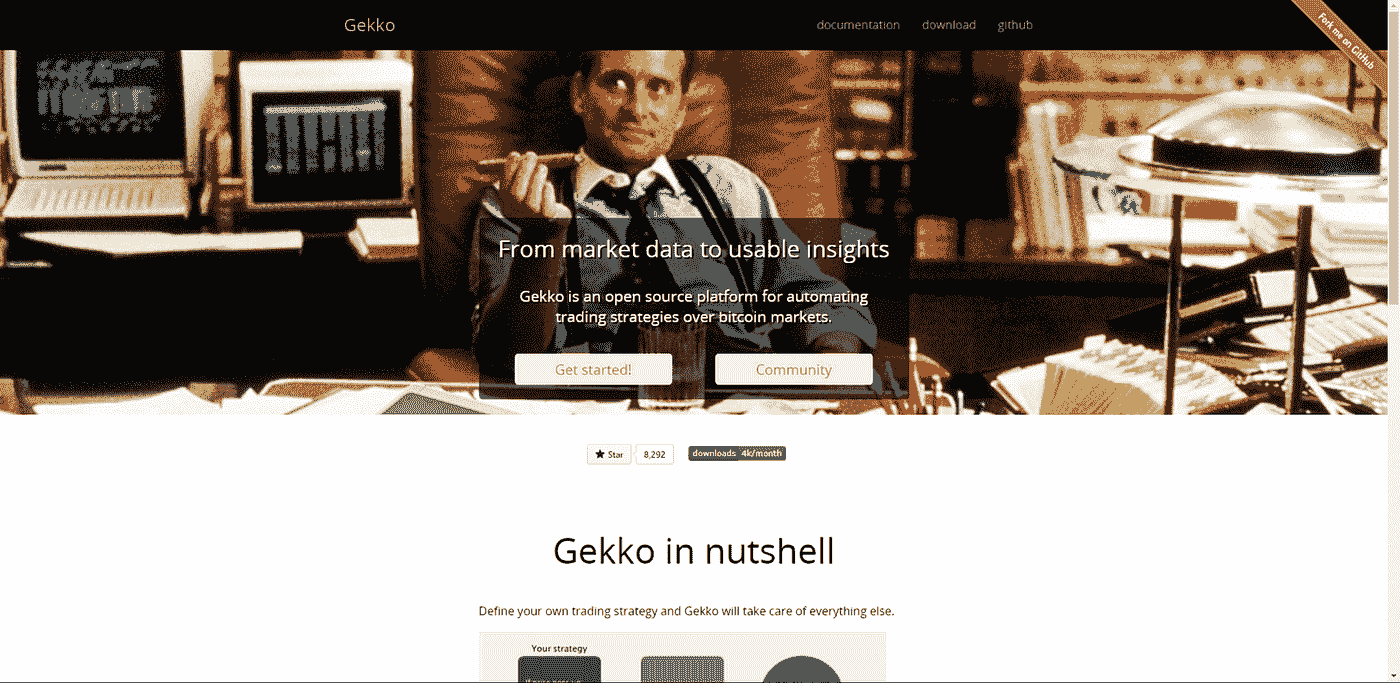 Gekko
documentation download github
Fork me on GitHub
From market data to usable insights
Gekko is an open source platform for automating
trading strategies over bitcoin markets.
Get started! Community
Star 8,292 downloads 4k/month
Gekko in nutshell
Define your own trading strategy and Gekko will take care of everything else.
Your strategy